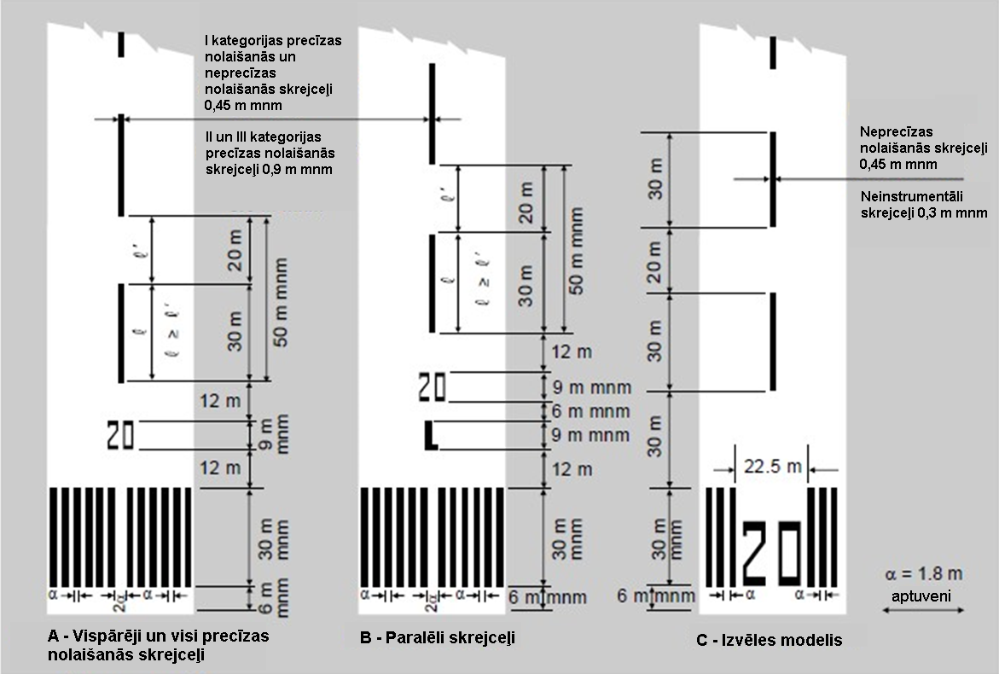 I kategorijas precīzas
nolaišanās un
neprecīzas
nolaišanās skrejceļi
0,45 m mnm
II un III kategorijas
precīzas nolaišanās
skrejceļi 0,9 m mnm
ℓ′
20 m
50 m mnm
ℓ
ℓ ≥ ℓ′
30 m
12 m
20
9 m
mnm
12 m
30 m
mnm
α
2α
α
6 m
mnm
A - Vispārēji un visi precīzas
nolaišanās skrejceļi
ℓ′
20 m
50 m mnm
ℓ
ℓ ≥ ℓ′
30 m
12 m
20
9 m mnm
6 m mnm
L
9 m mnm
12 m
30 m
mnm
α
2α
α
6 m mnm
B - Paralēli skrejceļi
Neprecīzas
nolaišanās skrejceļi
0,45 m mnm
Neinstrumentāli
skrejceļi 0,3 m mnm
30 m
20 m
30 m
30 m
22.5 m
20
30 m
mnm
6 m mnm
α
α
α = 1.8 m
aptuveni
C - Izvēles modelis